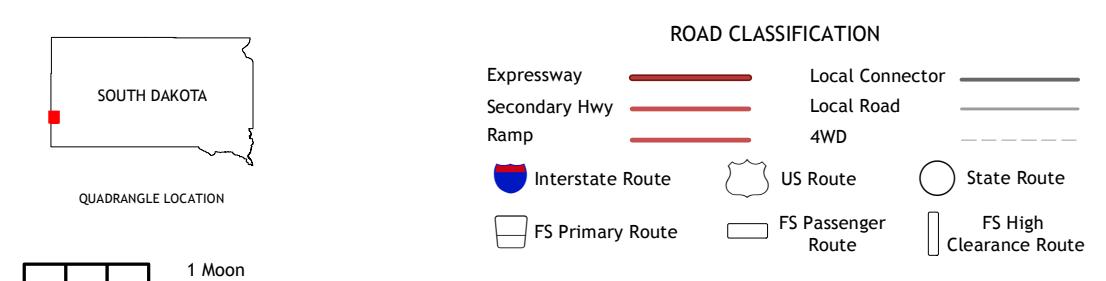 SOUTH DAKOTA
QUADRANGLE LOCATION
1 Moon
ROAD CLASSIFICATION
Expressway
Local Connector
Secondary Hwy
Local Road
Ramp
4WD
Interstate Route
US Route
State Route
FS Primary Route
FS Passenger
Route
FS High
Clearance Route